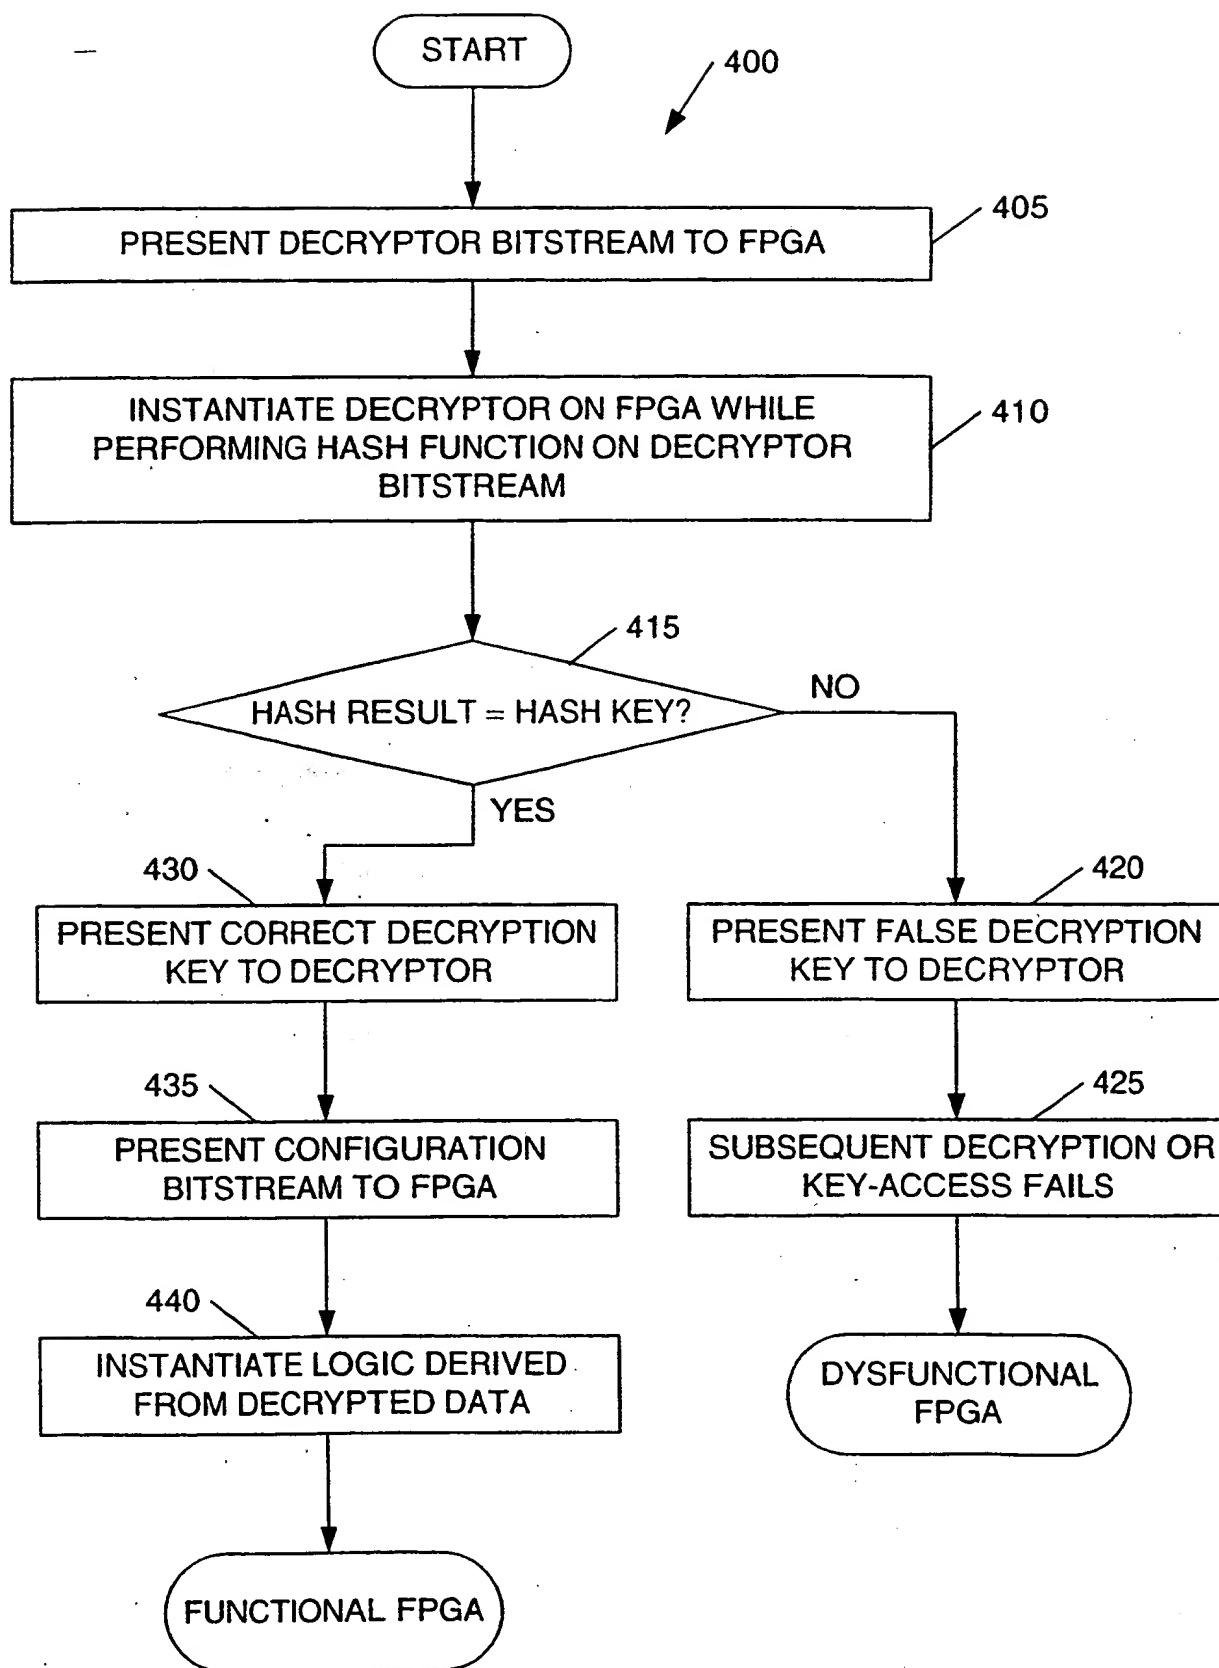 START
400
405
PRESENT DECRYPTOR BITSTREAM TO FPGA
INSTANTIATE DECRYPTOR ON FPGA WHILE
PERFORMING HASH FUNCTION ON DECRYPTOR
BITSTREAM
410
415
HASH RESULT = HASH KEY?
NO
YES
430
PRESENT CORRECT DECRYPTION
KEY TO DECRYPTOR
420
PRESENT FALSE DECRYPTION
KEY TO DECRYPTOR
435
PRESENT CONFIGURATION
BITSTREAM TO FPGA
425
SUBSEQUENT DECRYPTION OR
KEY-ACCESS FAILS
440
INSTANTIATE LOGIC DERIVED
FROM DECRYPTED DATA
DYSFUNCTIONAL
FPGA
FUNCTIONAL FPGA